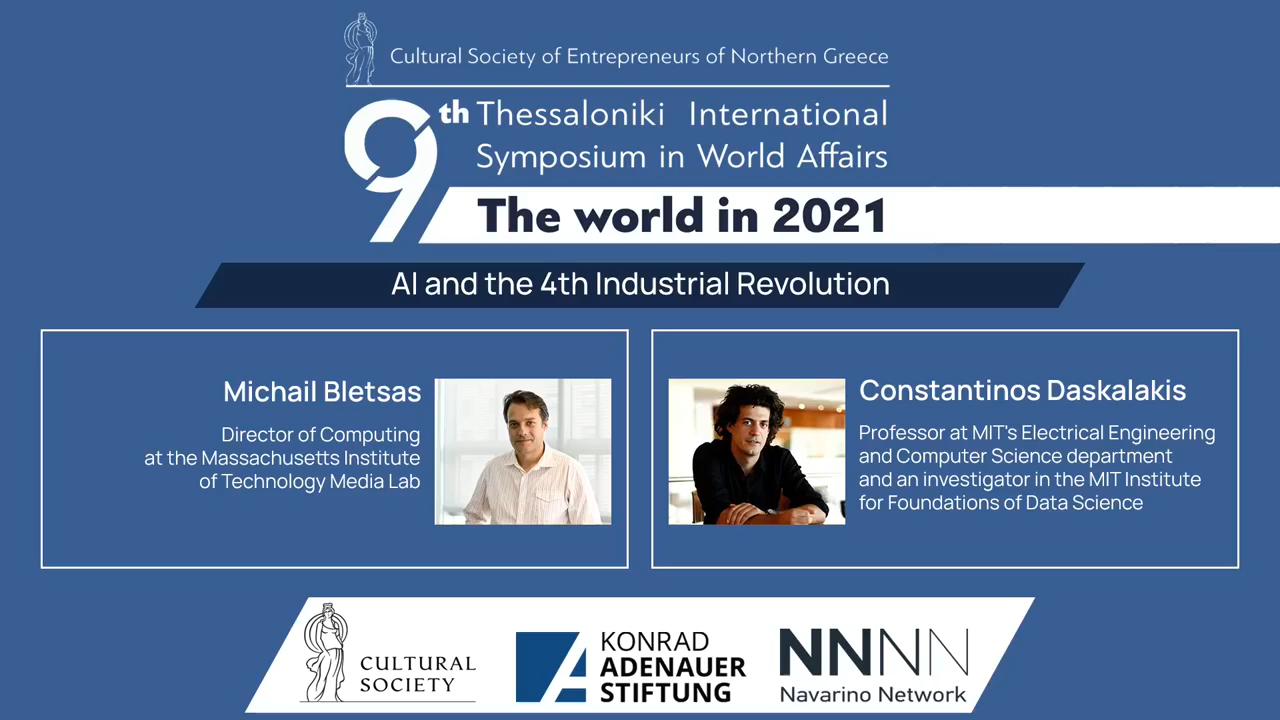 Cultural Society of Entrepreneurs of Northern Greece
9th Thessaloniki International
Symposium in World Affairs
The world in 2021
AI and the 4th Industrial Revolution
Michail Bletsas
Director of Computing
at the Massachusetts Institute
of Technology Media Lab
Constantinos Daskalakis
Professor at MIT's Electrical Engineering
and Computer Science department
and an investigator in the MIT Institute
for Foundations of Data Science
CULTURAL
SOCIETY
KONRAD
ADENAUER
STIFTUNG
NNNN
Navarino Network